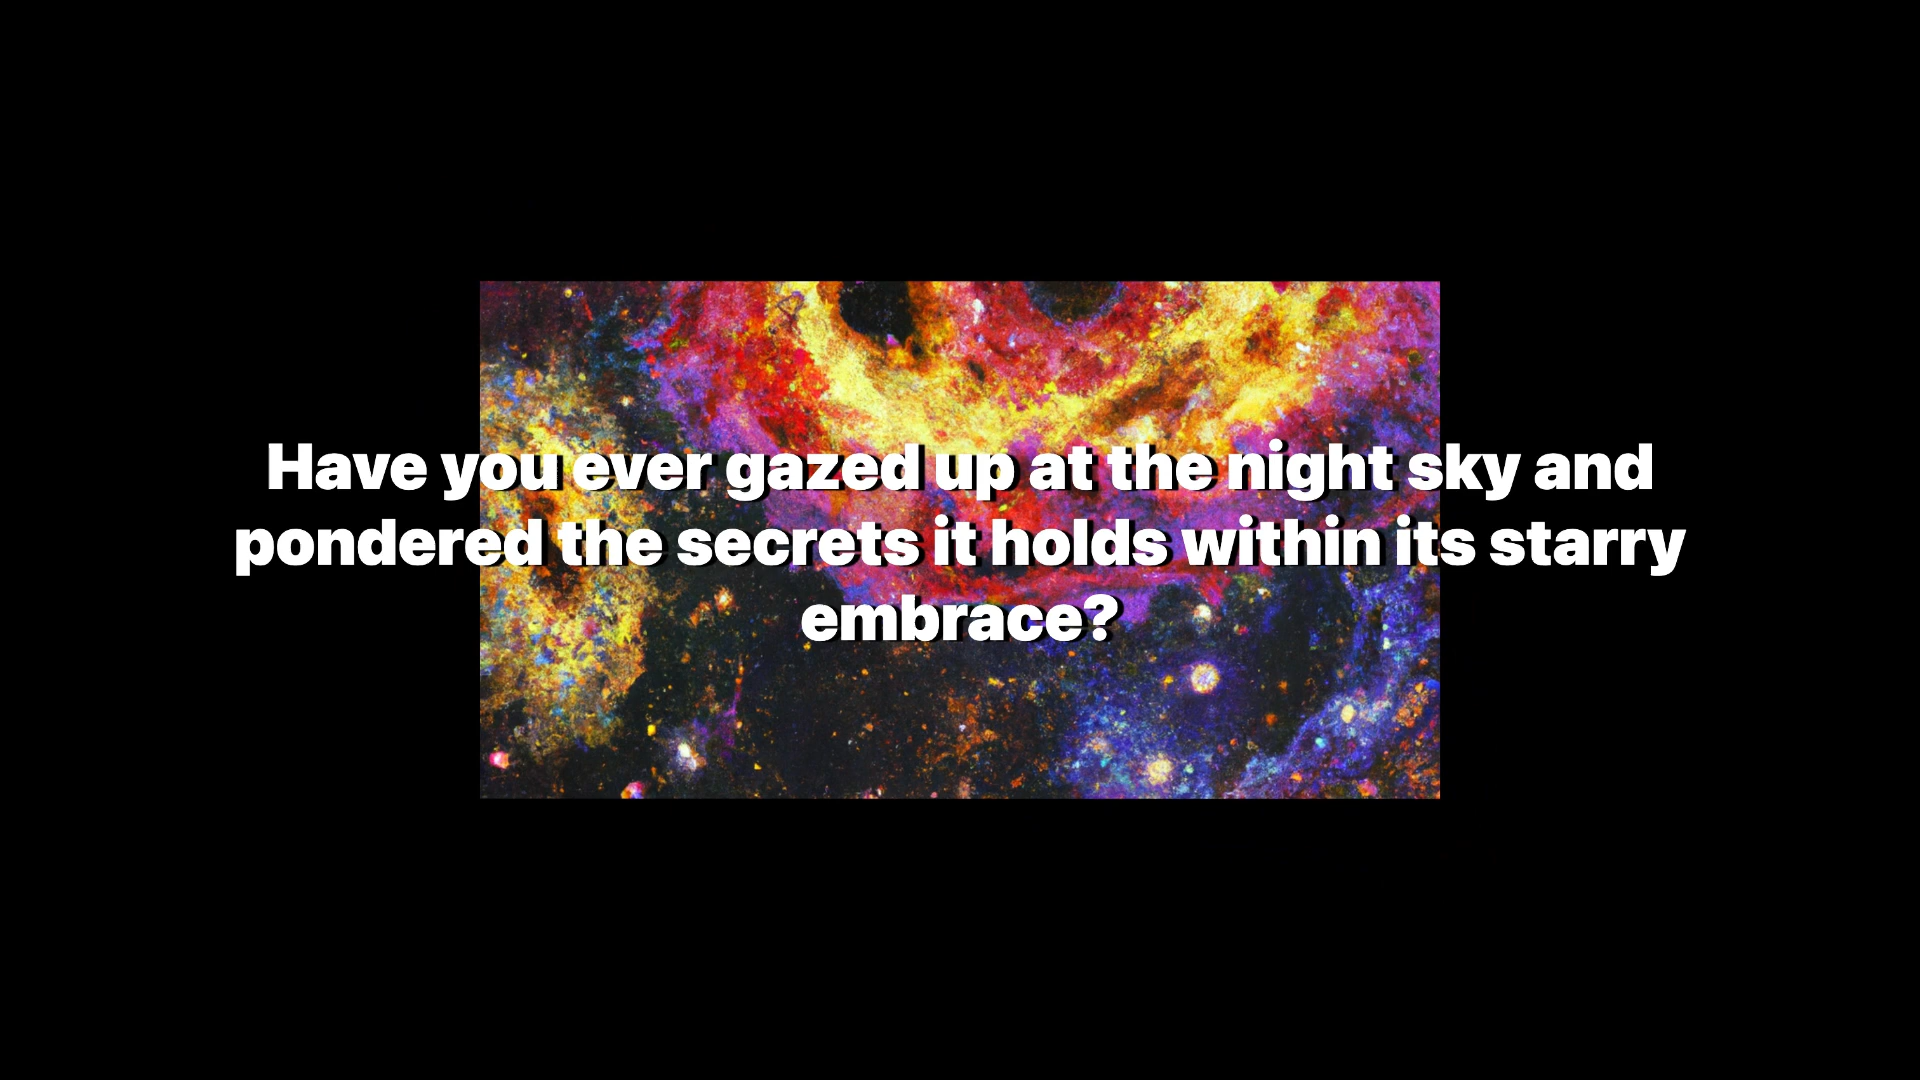 Have you ever gazed up at the night sky and
pondered the secrets it holds within its starry
embrace?